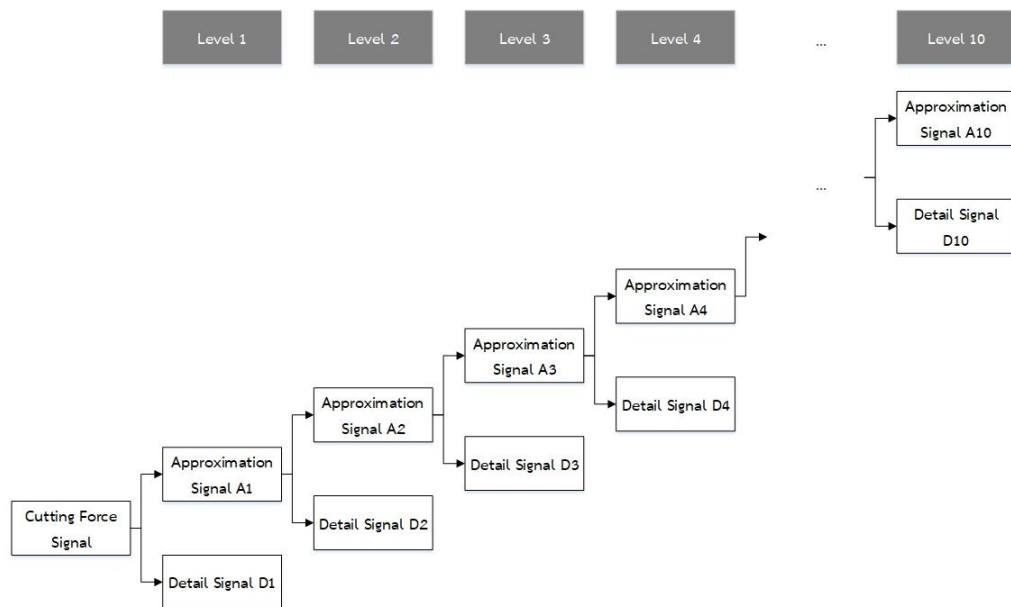 Level 1
Level 2
Level 3
Level 4
...
Level 10
Approximation
Signal A10
...
Detail Signal
D10
Approximation
Signal A4
Approximation
Signal A3
Detail Signal D4
Approximation
Signal A2
Detail Signal D3
Approximation
Signal A1
Cutting Force
Signal
Detail Signal D2
Detail Signal D1